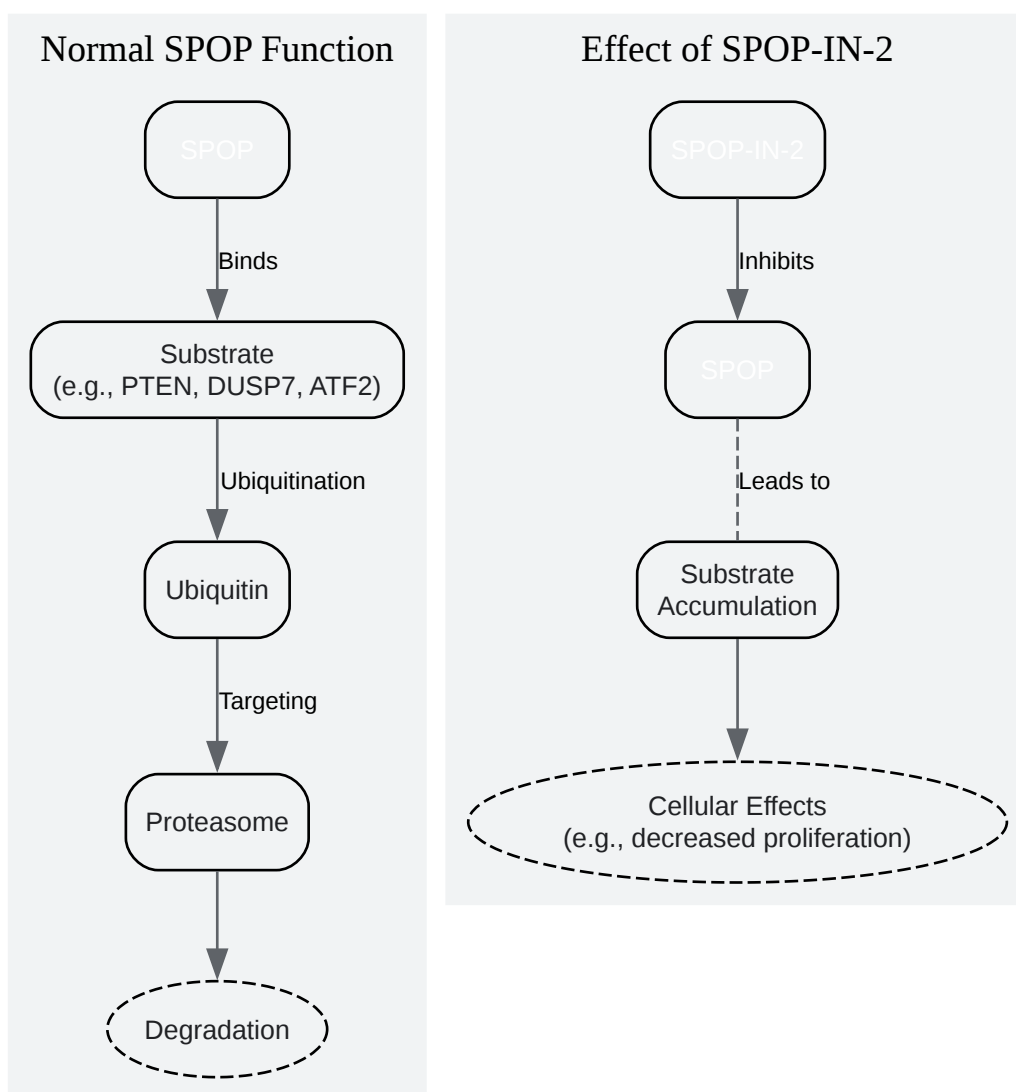 Normal SPOP Function
SPOP
Binds
Substrate
(e.g., PTEN, DUSP7, ATF2)
Ubiquitination
Ubiquitin
Targeting
Proteasome
Degradation
Effect of SPOP-IN-2
SPOP-IN-2
Inhibits
SPOP
Leads to
Substrate
Accumulation
Cellular Effects
(e.g., decreased proliferation)